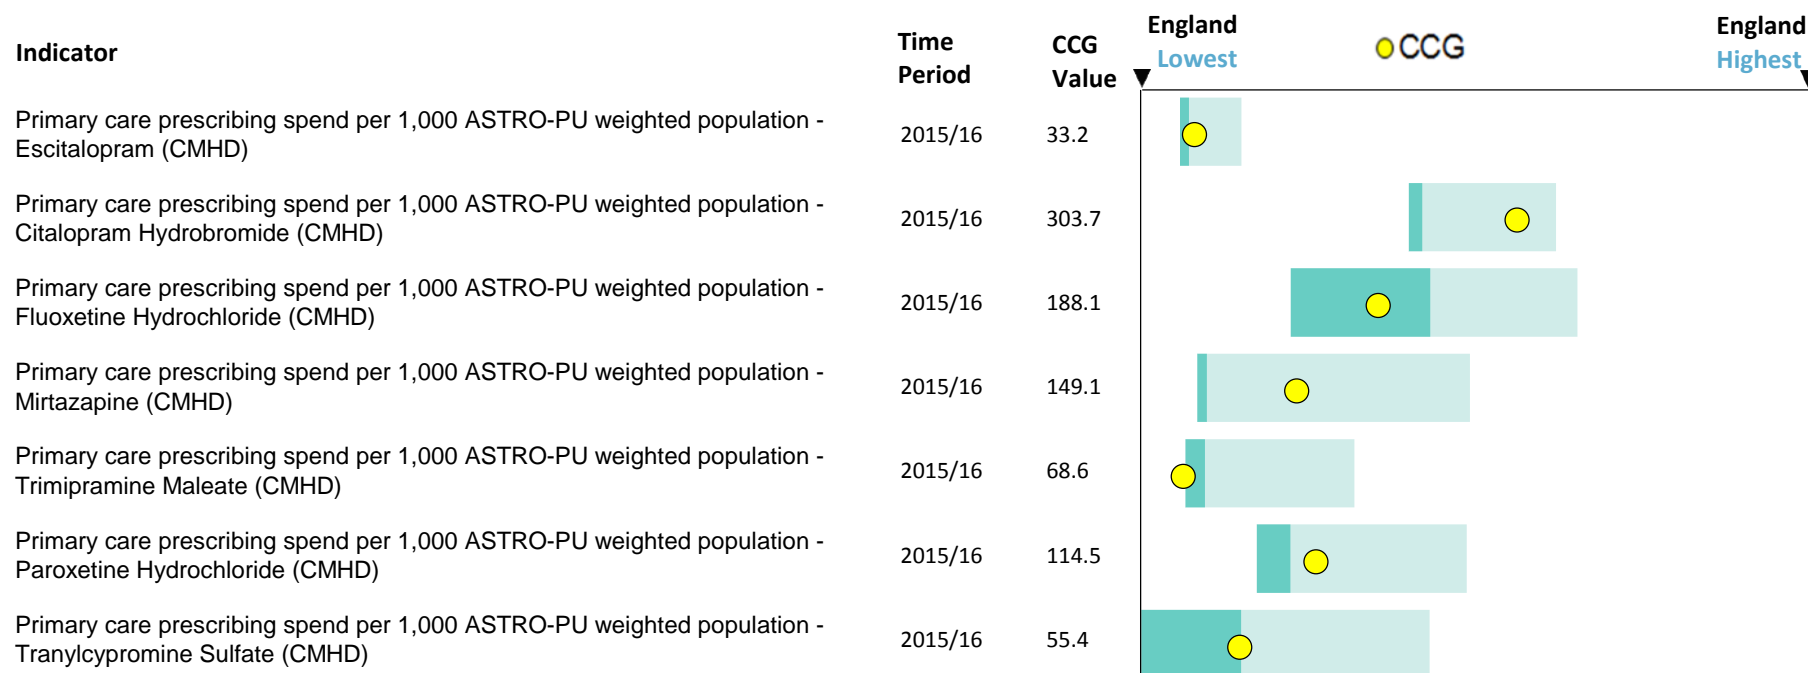 Indicator
Time Period
CCG Value
England Lowest
CCG
England Highest
Primary care prescribing spend per 1,000 ASTRO-PU weighted population -
Escitalopram (CMHD)
2015/16
33.2
Primary care prescribing spend per 1,000 ASTRO-PU weighted population -
Citalopram Hydrobromide (CMHD)
2015/16
303.7
Primary care prescribing spend per 1,000 ASTRO-PU weighted population -
Fluoxetine Hydrochloride (CMHD)
2015/16
188.1
Primary care prescribing spend per 1,000 ASTRO-PU weighted population -
Mirtazapine (CMHD)
2015/16
149.1
Primary care prescribing spend per 1,000 ASTRO-PU weighted population -
Trimipramine Maleate (CMHD)
2015/16
68.6
Primary care prescribing spend per 1,000 ASTRO-PU weighted population -
Paroxetine Hydrochloride (CMHD)
2015/16
114.5
Primary care prescribing spend per 1,000 ASTRO-PU weighted population -
Tranylcypromine Sulfate (CMHD)
2015/16
55.4